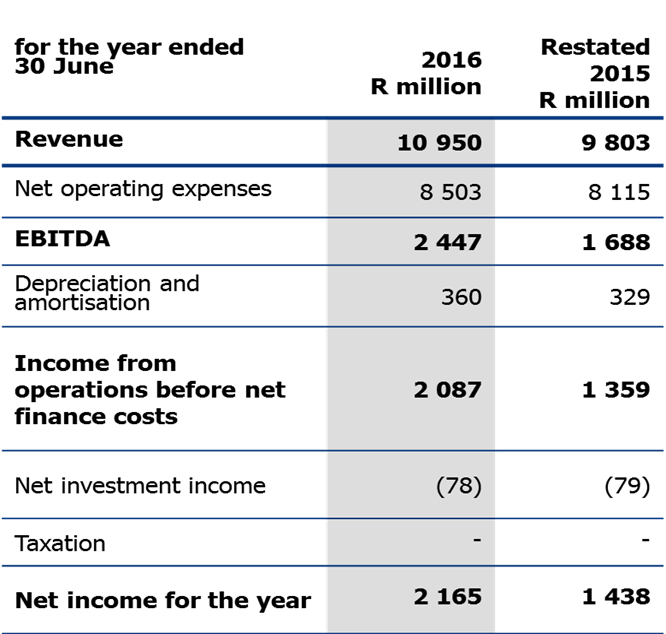 for the year ended
30 June
2016
R million
Restated
2015
R million
Revenue 10 950 9 803
Net operating expenses 8 503 8 115
EBITDA 2 447 1 688
Depreciation and
amortisation 360 329
Income from
operations before net 2 087 1 359
finance costs
Net investment income (78) (79)
Taxation - -
Net income for the year 2 165 1 438